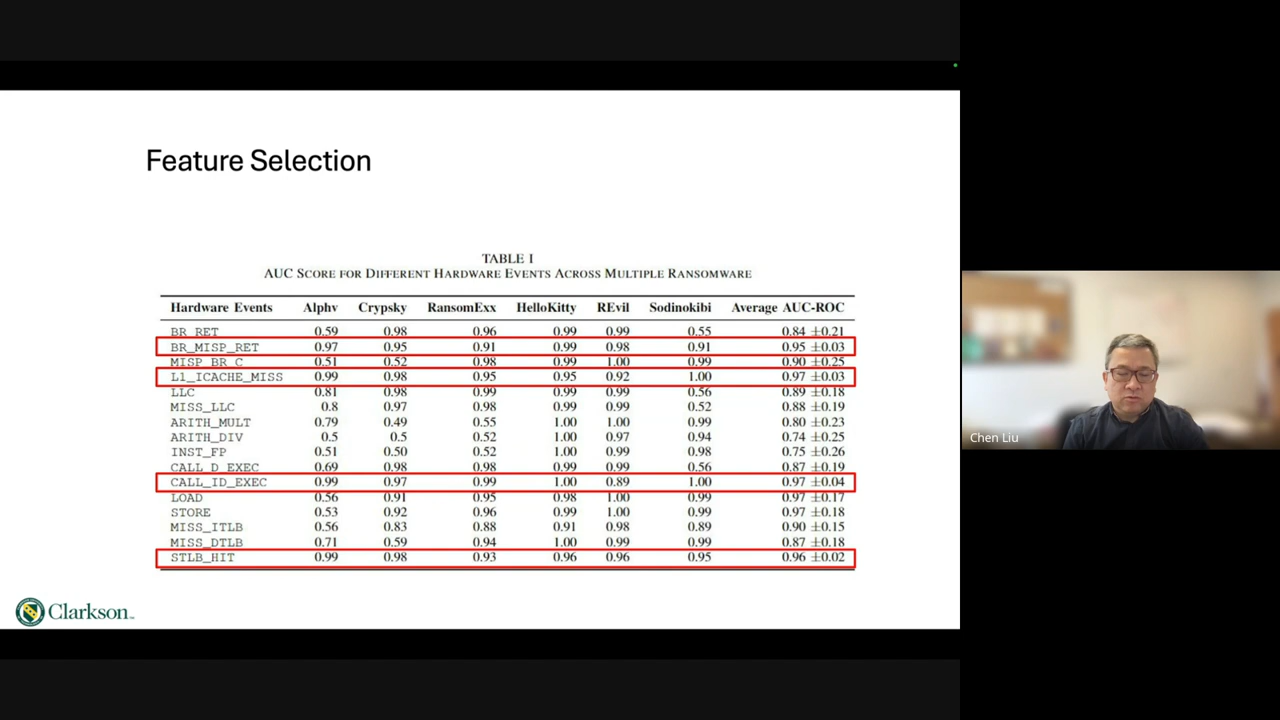 Feature Selection
TABLE I
AUC SCORE FOR DIFFERENT HARDWARE EVENTS ACROSS MULTIPLE RANSOMWARE
Hardware Events Alphv Crypsky RansomExx HelloKitty REvil Sodinokibi Average AUC-ROC
BR_RET 0.59 0.98 0.96 0.99 0.99 0.55 0.84 ±0.21
BR_MISP_RET 0.97 0.95 0.91 0.99 0.98 0.91 0.95 ±0.03
MISP_BR_C 0.51 0.52 0.98 0.99 1.00 0.99 0.90 ±0.25
L1_ICACHE_MISS 0.99 0.98 0.95 0.95 0.92 1.00 0.97 ±0.03
LLC 0.81 0.98 0.99 0.99 0.99 0.56 0.89 ±0.18
MISS_LLC 0.8 0.97 0.98 0.99 0.99 0.52 0.88 ±0.19
ARITH_MULT 0.79 0.49 0.55 1.00 1.00 0.99 0.80 ±0.23
ARITH_DIV 0.5 0.5 0.52 1.00 0.97 0.94 0.74 ±0.25
INST_FP 0.51 0.50 0.52 1.00 0.99 0.98 0.75 ±0.26
CALL_D_EXEC 0.69 0.98 0.98 0.99 0.99 0.56 0.87 ±0.19
CALL_ID_EXEC 0.99 0.97 0.99 1.00 0.89 1.00 0.97 ±0.04
LOAD 0.56 0.91 0.95 0.98 1.00 0.99 0.97 ±0.17
STORE 0.53 0.92 0.96 0.99 1.00 0.99 0.97 ±0.18
MISS_ITLB 0.56 0.83 0.88 0.91 0.98 0.89 0.90 ±0.15
MISS_DTLB 0.71 0.59 0.94 1.00 0.99 0.99 0.87 ±0.18
STLB_HIT 0.99 0.98 0.93 0.96 0.96 0.95 0.96 ±0.02
Clarkson
Chen Liu